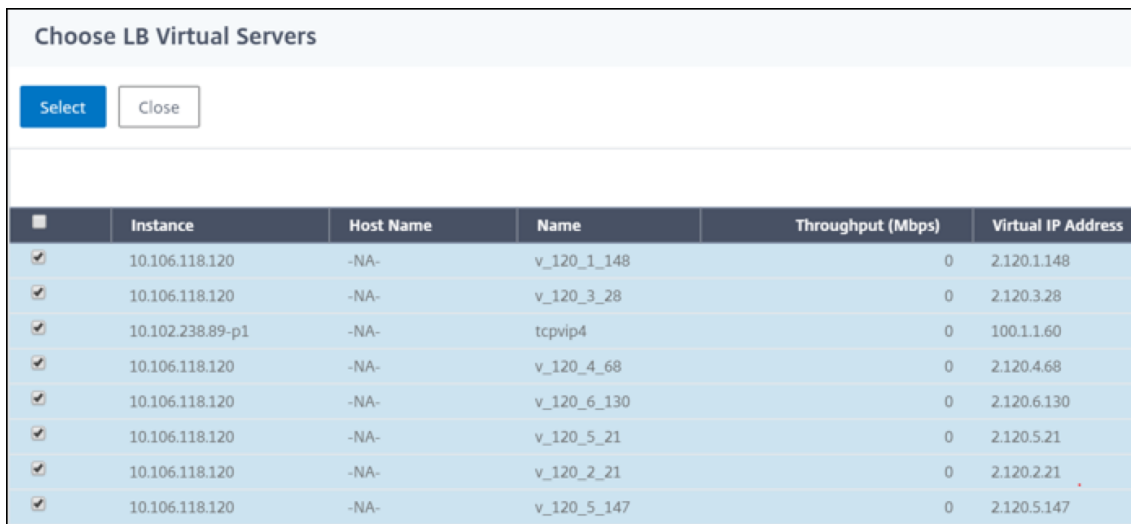 Choose LB Virtual Servers
Select Close
Instance Host Name Name Throughput (Mbps) Virtual IP Address
10.106.118.120 -NA- v_120_1_148 0 2.120.1.148
10.106.118.120 -NA- v_120_3_28 0 2.120.3.28
10.102.238.89-p1 -NA- tcpvip4 0 100.1.1.60
10.106.118.120 -NA- v_120_4_68 0 2.120.4.68
10.106.118.120 -NA- v_120_6_130 0 2.120.6.130
10.106.118.120 -NA- v_120_5_21 0 2.120.5.21
10.106.118.120 -NA- v_120_2_21 0 2.120.2.21
10.106.118.120 -NA- v_120_5_147 0 2.120.5.147